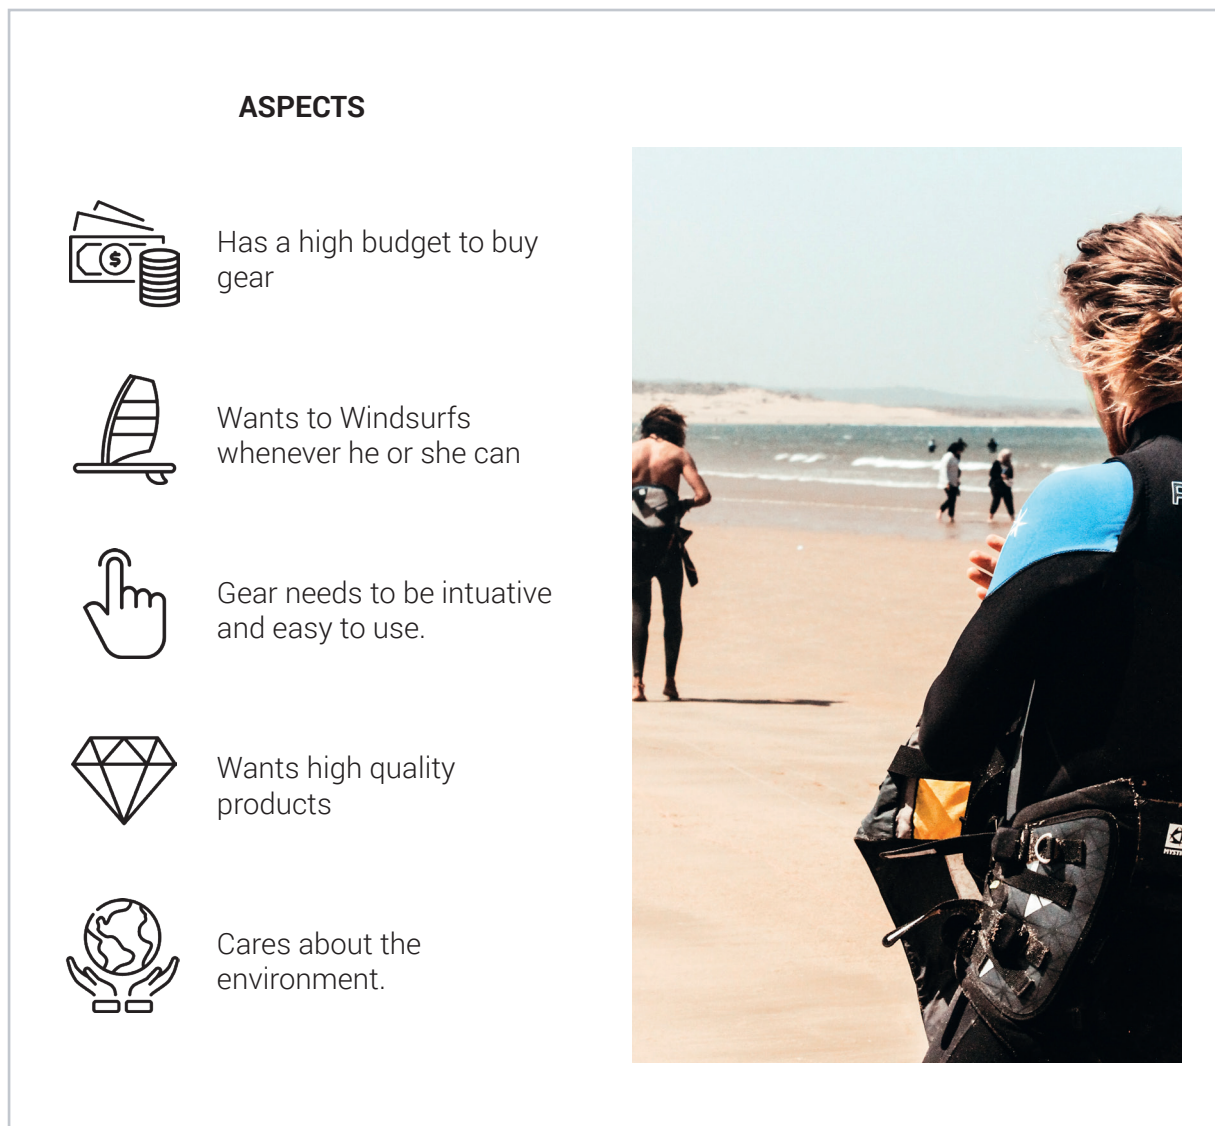 ASPECTS
Has a high budget to buy
gear
Wants to Windsurfs
whenever he or she can
Gear needs to be intuative
and easy to use.
Wants high quality
products
Cares about the
environment.
$